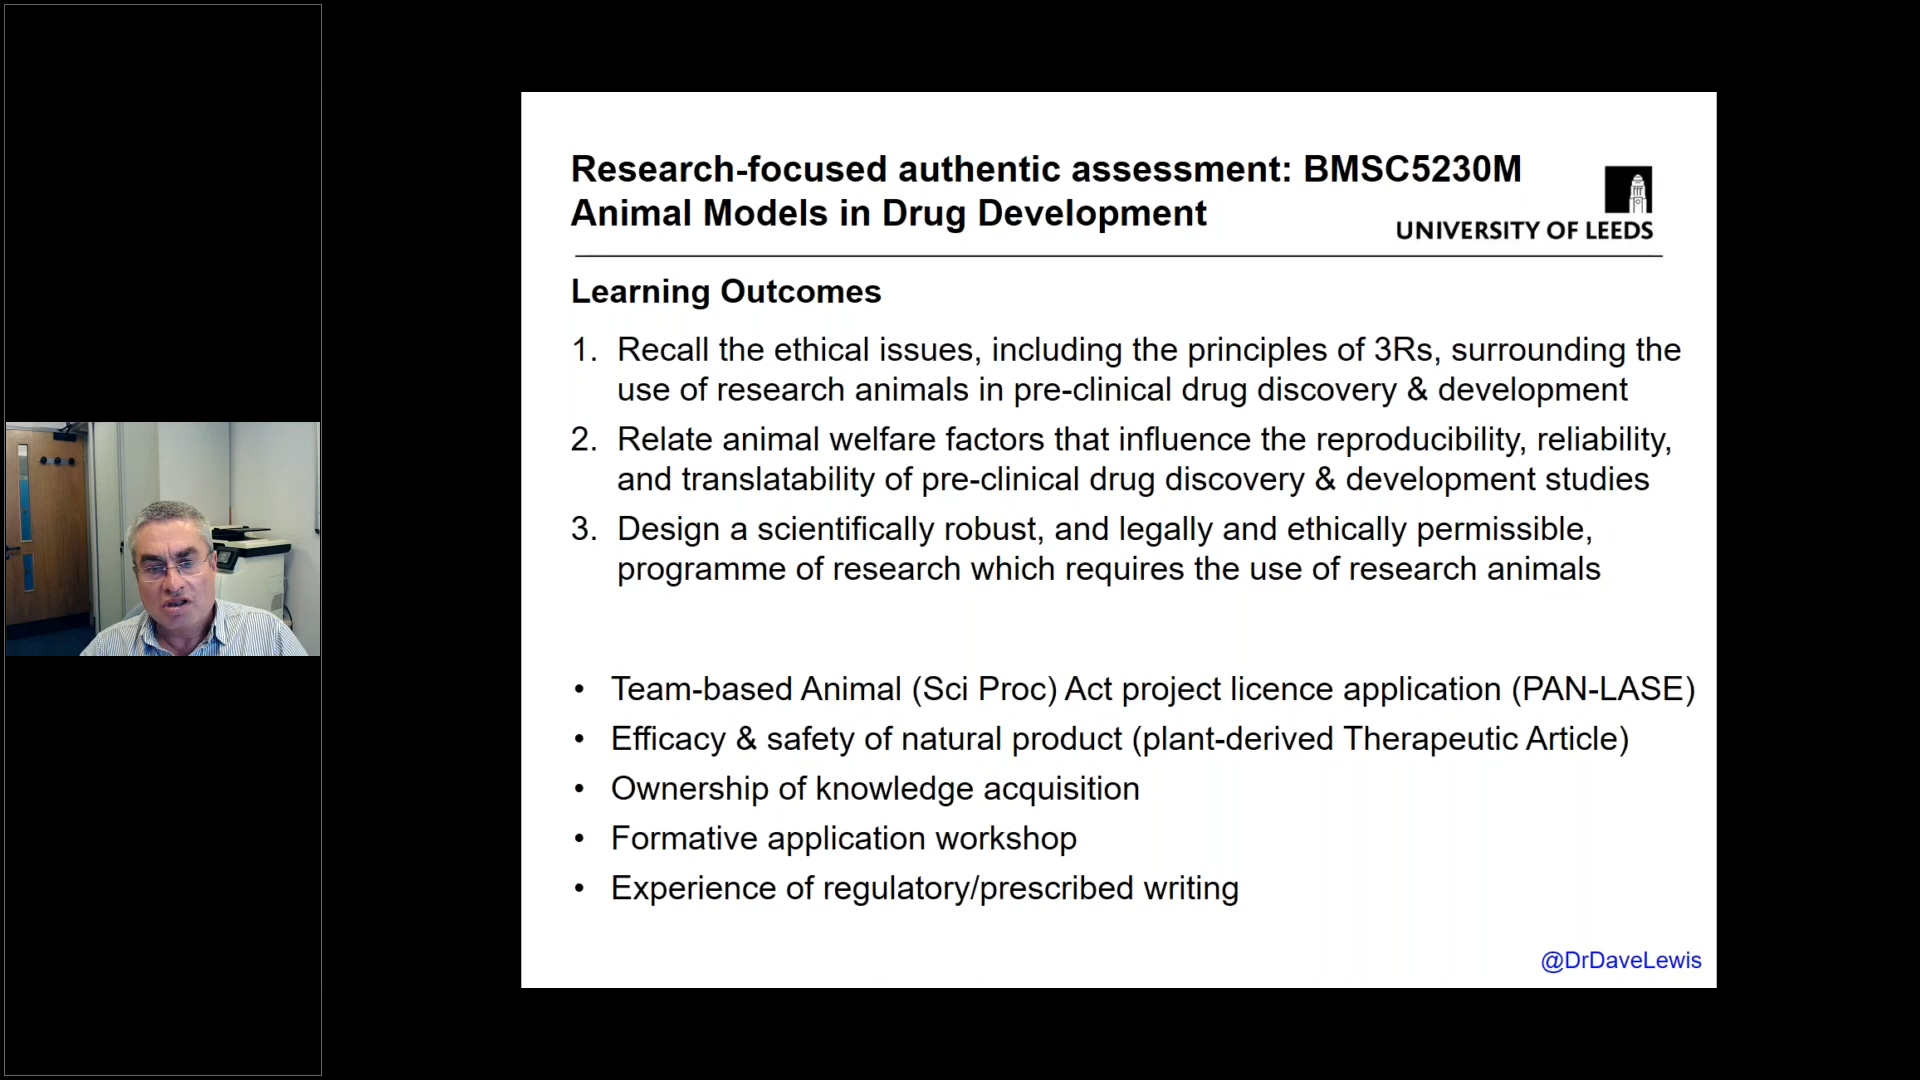 Research-focused authentic assessment: BMSC5230M
Animal Models in Drug Development
UNIVERSITY OF LEEDS
Learning Outcomes
1. Recall the ethical issues, including the principles of 3Rs, surrounding the
use of research animals in pre-clinical drug discovery & development
2. Relate animal welfare factors that influence the reproducibility, reliability,
and translatability of pre-clinical drug discovery & development studies
3. Design a scientifically robust, and legally and ethically permissible,
programme of research which requires the use of research animals
• Team-based Animal (Sci Proc) Act project licence application (PAN-LASE)
• Efficacy & safety of natural product (plant-derived Therapeutic Article)
• Ownership of knowledge acquisition
• Formative application workshop
• Experience of regulatory/prescribed writing
@DrDaveLewis